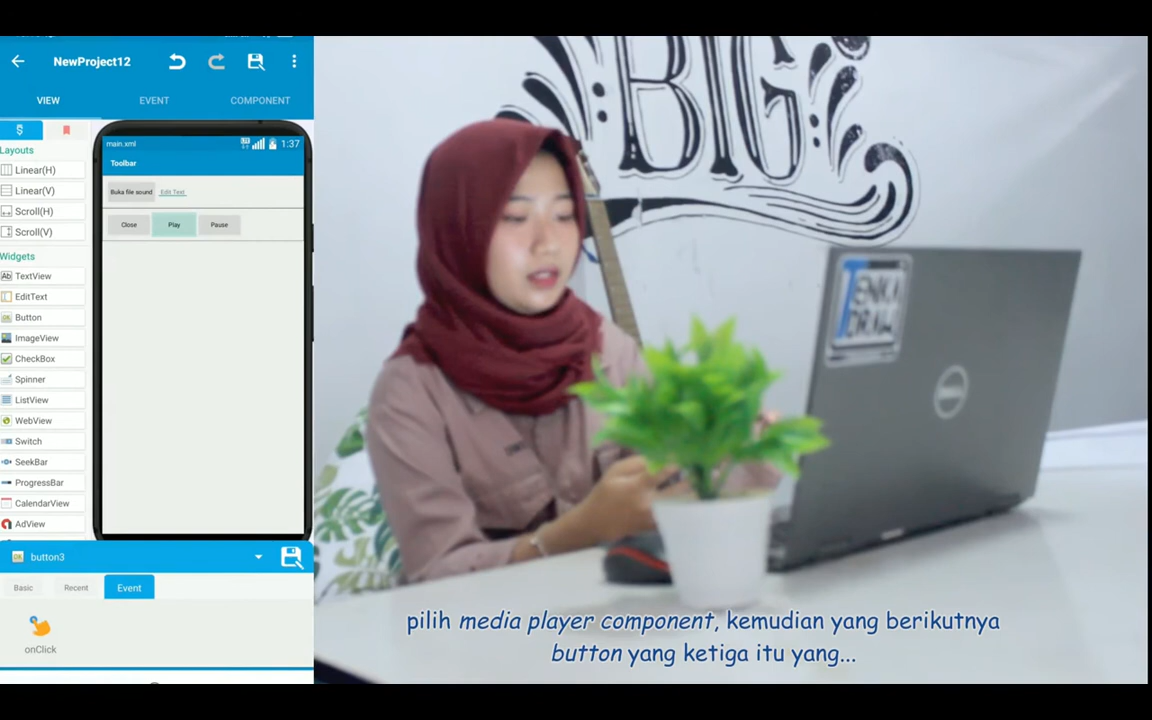 NewProject12
VIEW
EVENT
COMPONENT
Layouts
Linear(H)
Linear(V)
Scroll(H)
Scroll(V)
Widgets
Ab TextView
EditText
Button
ImageView
CheckBox
Spinner
ListView
WebView
Switch
SeekBar
ProgressBar
CalendarView
AdView
main.xml
1:37
Toolbar
Buka file sound
Edit Text
Close
Play
Pause
button3
Basic
Recent
Event
onClick
BIG
DELL
pilih media player component, kemudian yang berikutnya
button yang ketiga itu yang...